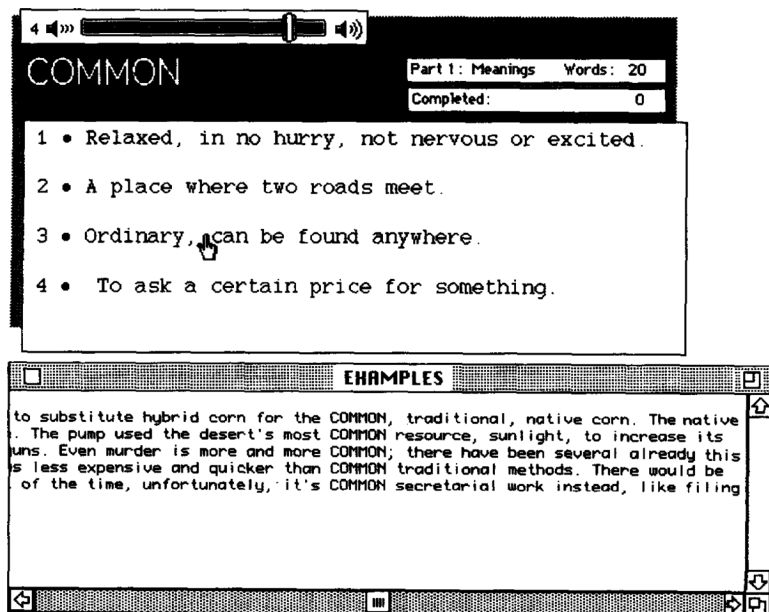 4
COMMON
Part 1: Meanings Words: 20
Completed: 0
1 • Relaxed, in no hurry, not nervous or excited.
2 • A place where two roads meet.
3 • Ordinary, can be found anywhere.
4 • To ask a certain price for something.
EXAMPLES
to substitute hybrid corn for the COMMON, traditional, native corn. The native
. The pump used the desert's most COMMON resource, sunlight, to increase its
uns. Even murder is more and more COMMON; there have been several already this
s less expensive and quicker than COMMON traditional methods. There would be
of the time, unfortunately, it's COMMON secretarial work instead, like filing